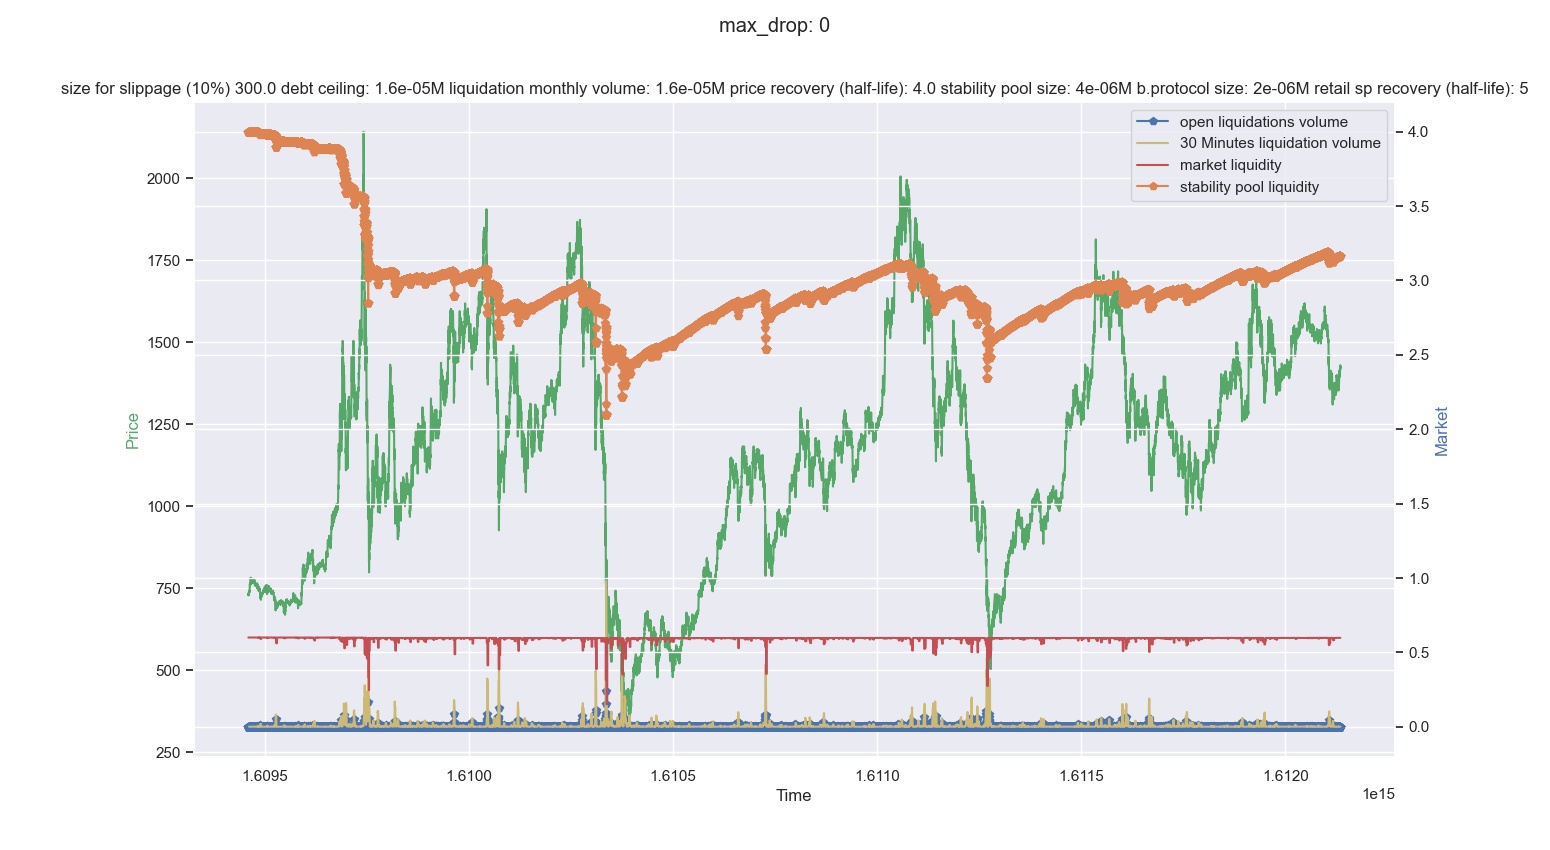 max_drop: 0
size for slippage (10%) 300.0 debt ceiling: 1.6e-05M liquidation monthly volume: 1.6e-05M price recovery (half-life): 4.0 stability pool size: 4e-06M b.protocol size: 2e-06M retail sp recovery (half-life): 5
open liquidations volume
30 Minutes liquidation volume
market liquidity
stability pool liquidity
2000
1750
1500
1250
1000
750
500
250
Price
4.0
3.5
3.0
2.5
2.0
1.5
1.0
0.5
0.0
Market
1.6095 1.6100 1.6105 1.6110 1.6115 1.6120
1e15
Time